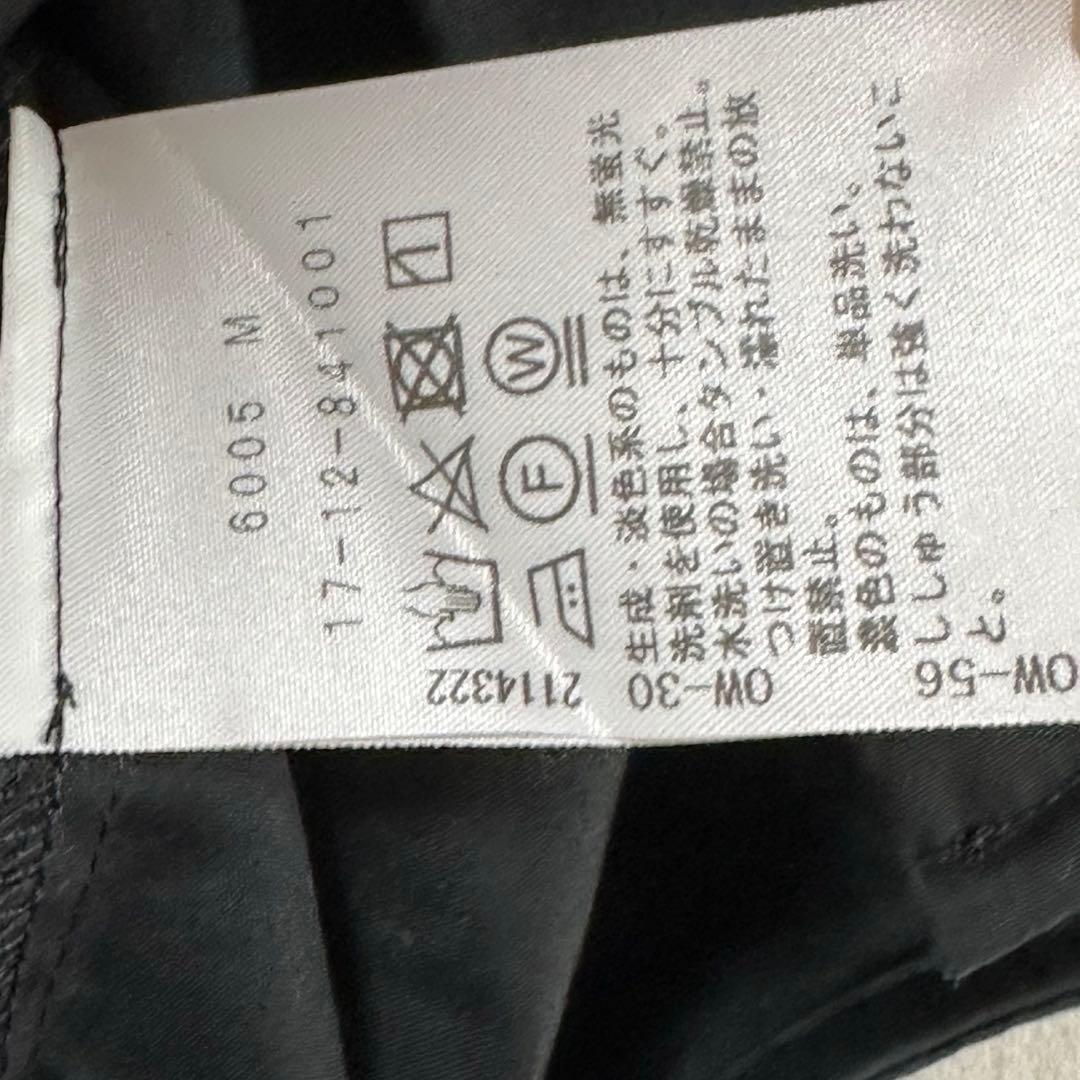 6005 M
17-12-841001
W
F
2114322
生成・淡色系のものは、無蛍光
洗剤を使用し、十分にすすぐ。
水洗いの場合タンブル乾燥禁止。
つけ置き洗い・濡れたままの放
置禁止。
OW-30
濃色のものは、単品洗い。
ししゅう部分は強く洗わないこ
と。
OW-56